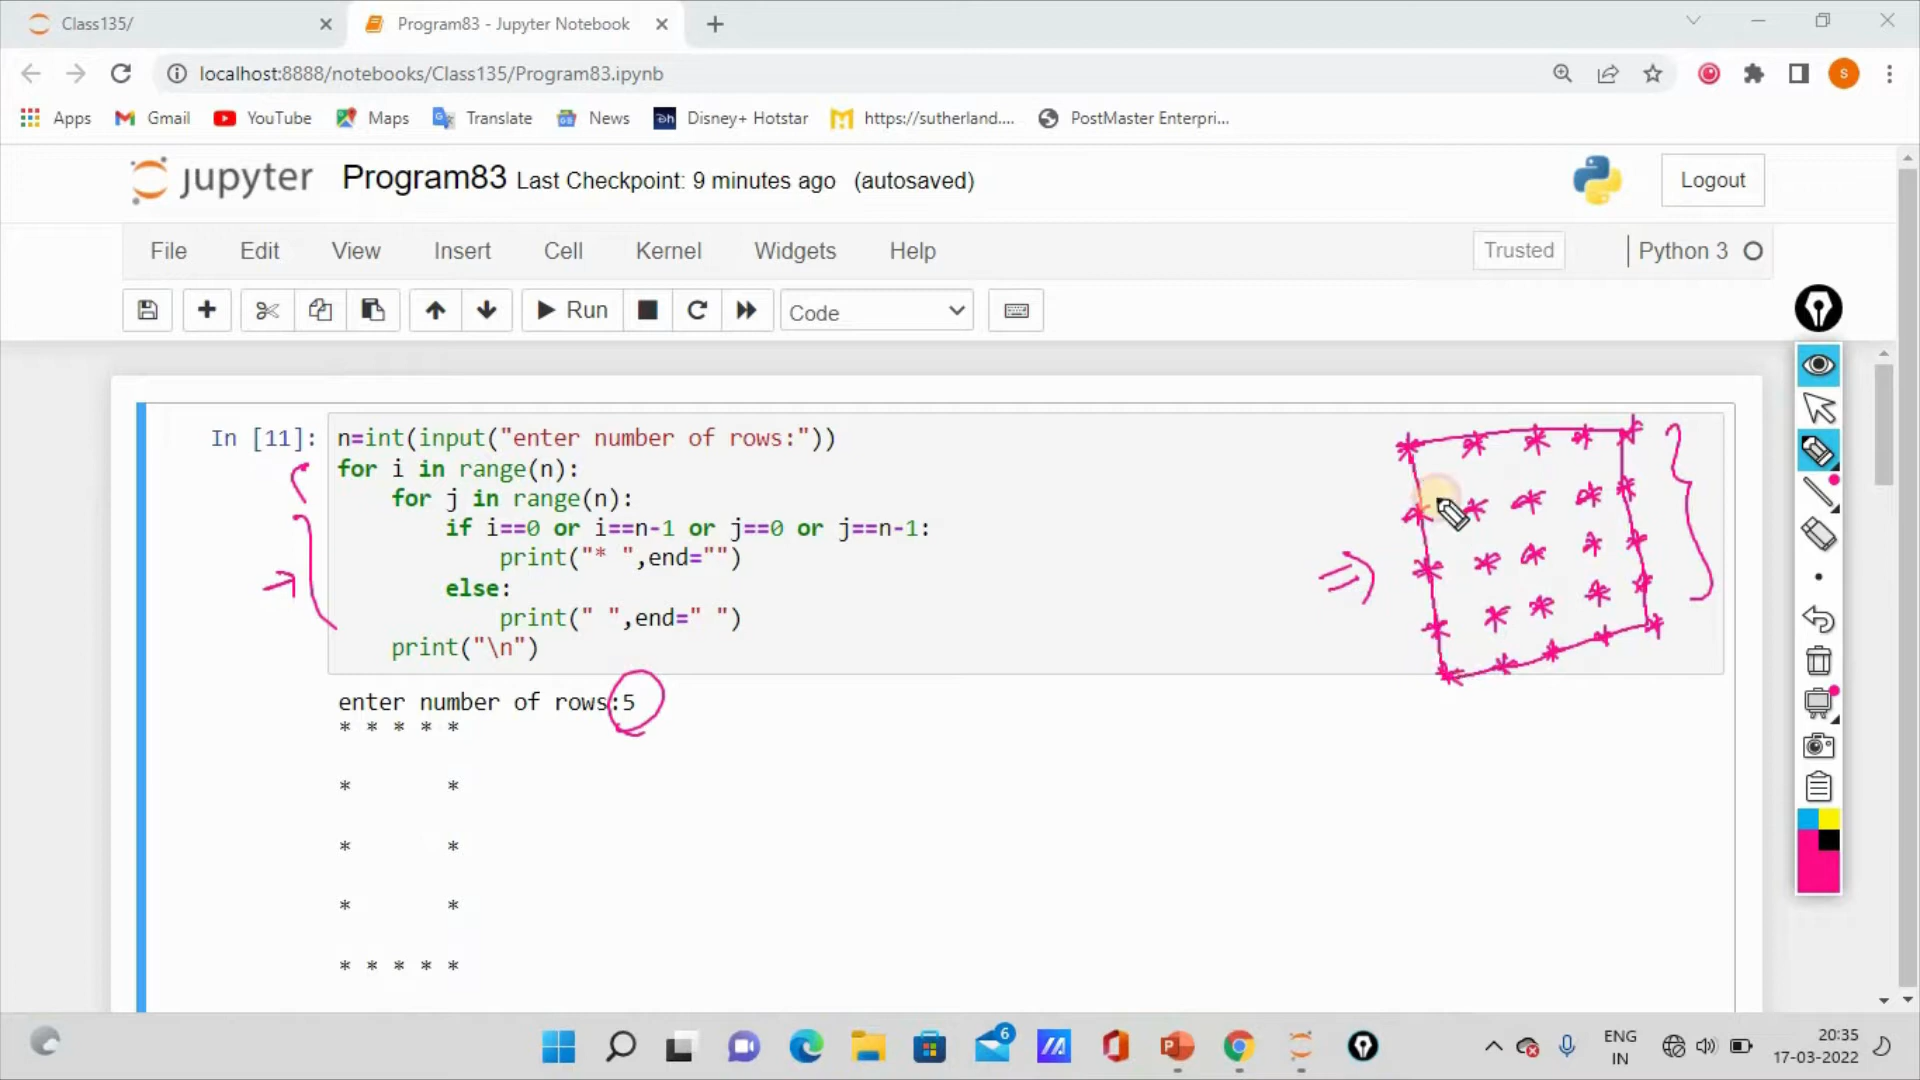 Class135/
Program83 - Jupyter Notebook
localhost:8888/notebooks/Class135/Program83.ipynb
S
Apps
Gmail
YouTube
Maps
Translate
News
Disney+ Hotstar
https://sutherland....
PostMaster Enterpri...
jupyter Program83 Last Checkpoint: 9 minutes ago (autosaved)
Logout
File Edit View Insert Cell Kernel Widgets Help
Trusted
Python 3
Run
Code
In [11]: n=int(input("enter number of rows:"))
for i in range(n):
    for j in range(n):
        if i==0 or i==n-1 or j==0 or j==n-1:
            print("* ",end="")
        else:
            print(" ",end=" ")
    print("\n")
enter number of rows:5
* * * * *
*       *
*       *
*       *
* * * * *
6
ENG
IN
20:35
17-03-2022